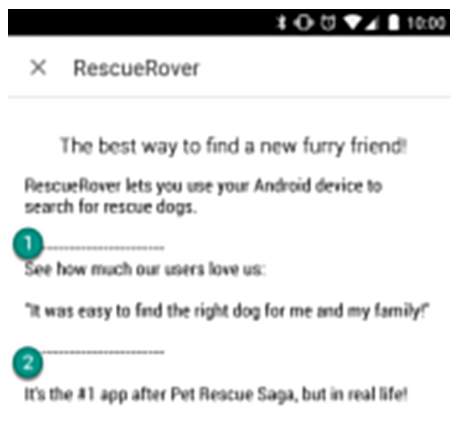 10:00
× RescueRover
The best way to find a new furry friend!
RescueRover lets you use your Android device to
search for rescue dogs.
1 --------------------
See how much our users love us:
"It was easy to find the right dog for me and my family!"
2 --------------------
It's the #1 app after Pet Rescue Saga, but in real life!